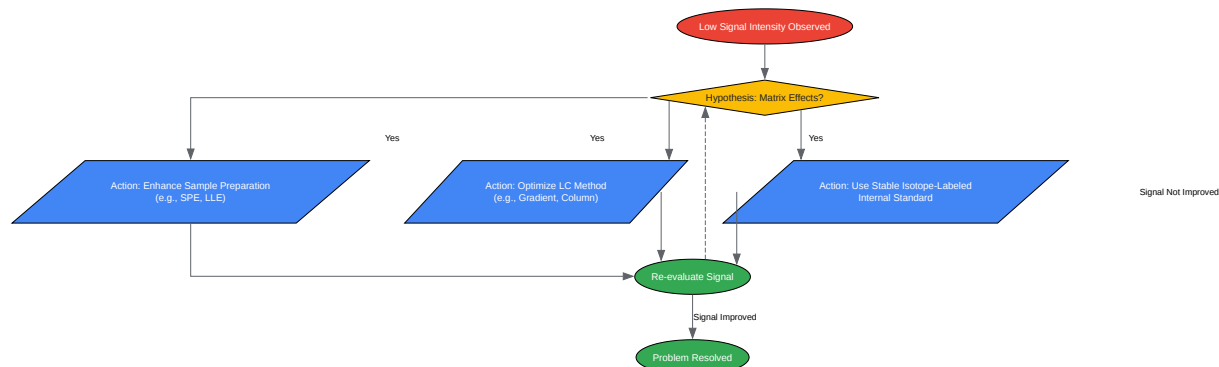 Low Signal Intensity Observed
Hypothesis: Matrix Effects?
Yes
Yes
Yes
Action: Enhance Sample Preparation
(e.g., SPE, LLE)
Action: Optimize LC Method
(e.g., Gradient, Column)
Action: Use Stable Isotope-Labeled
Internal Standard
Signal Not Improved
Re-evaluate Signal
Signal Improved
Problem Resolved